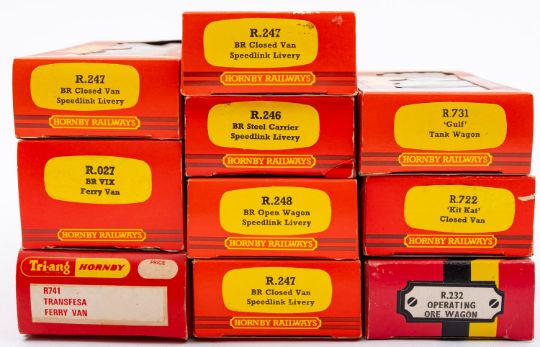 R.247
BR Closed Van
Speedlink Livery
HORNBY RAILWAYS
R.027
BR VIX
Ferry Van
HORNBY RAILWAYS
Tri-ang HORNBY
PRICE
R741
TRANSFESA
FERRY VAN
R.247
BR Closed Van
Speedlink Livery
HORNBY RAILWAYS
R.246
BR Steel Carrier
Speedlink Livery
HORNBY RAILWAYS
R.248
BR Open Wagon
Speedlink Livery
HORNBY RAILWAYS
R.247
BR Closed Van
Speedlink Livery
HORNBY RAILWAYS
R.731
'Gulf'
Tank Wagon
HORNBY RAILWAYS
R.722
'Kit Kat'
Closed Van
HORNBY RAILWAYS
R.232
OPERATING
ORE WAGON